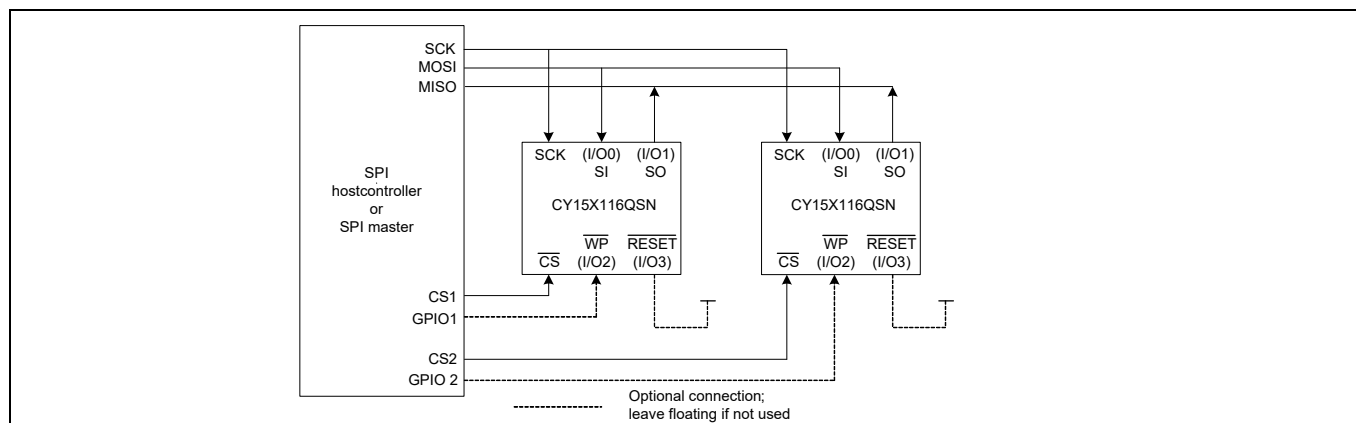 SCK
MOSI
MISO
SPI
hostcontroller
or
SPI master
CS1
GPIO1
CS2
GPIO 2
SCK (I/O0) (I/O1)
SI SO
CY15X116QSN
CS WP RESET
(I/O2) (I/O3)
SCK (I/O0) (I/O1)
SI SO
CY15X116QSN
CS WP RESET
(I/O2) (I/O3)
Optional connection;
leave floating if not used